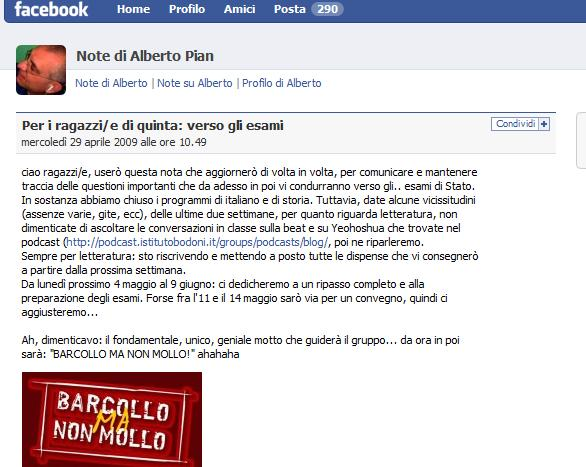 facebook Home Profilo Amici Posta 290
Note di Alberto Pian
Note di Alberto | Note su Alberto | Profilo di Alberto
Per i ragazzi/e di quinta: verso gli esami
Condividi +
mercoledì 29 aprile 2009 alle ore 10.49
ciao ragazzi/e, userò questa nota che aggiornerò di volta in volta, per comunicare e mantenere
traccia delle questioni importanti che da adesso in poi vi condurranno verso gli.. esami di Stato.
In sostanza abbiamo chiuso i programmi di italiano e di storia. Tuttavia, date alcune vicissitudini
(assenze varie, gite, ecc), delle ultime due settimane, per quanto riguarda letteratura, non
dimenticate di ascoltare le conversazioni in classe sulla beat e su Yeohoshua che trovate nel
podcast (http://podcast.istitutobodoni.it/groups/podcasts/blog/, poi ne riparleremo.
Sempre per letteratura: sto riscrivendo e mettendo a posto tutte le dispense che vi consegnerò
a partire dalla prossima settimana.
Da lunedì prossimo 4 maggio al 9 giugno: ci dedicheremo a un ripasso completo e alla
preparazione degli esami. Forse fra l'11 e il 14 maggio sarò via per un convegno, quindi ci
aggiusteremo...
Ah, dimenticavo: il fondamentale, unico, geniale motto che guiderà il gruppo... da ora in poi
sarà: "BARCOLLO MA NON MOLLO!" ahahaha
BARCOLLO
MA
NON MOLLO